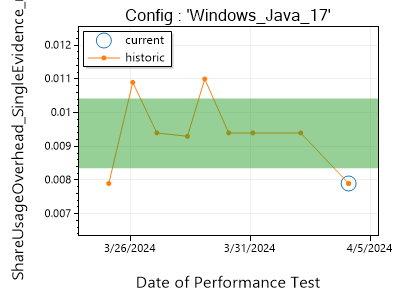 Config : 'Windows_Java_17'
current
historic
0.012
0.011
0.01
0.009
0.008
0.007
ShareUsageOverhead_SingleEvidence_
3/26/2024
3/31/2024
4/5/2024
Date of Performance Test